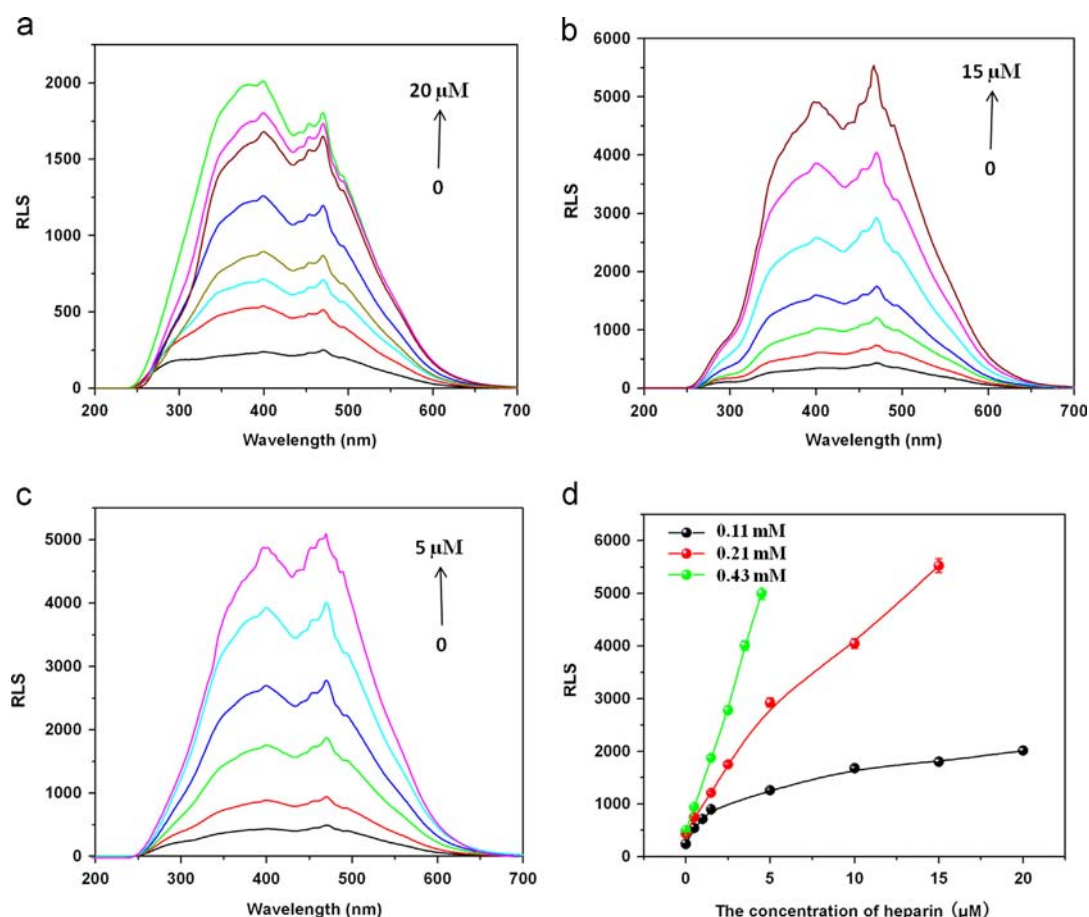 a
2000
1500
1000
500
0
RLS
20 μM
0
200 300 400 500 600 700
Wavelength (nm)
b
6000
5000
4000
3000
2000
1000
0
RLS
15 μM
0
200 300 400 500 600 700
Wavelength (nm)
c
5000
4000
3000
2000
1000
0
RLS
5 μM
0
200 300 400 500 600 700
Wavelength (nm)
d
6000
5000
4000
3000
2000
1000
0
RLS
0.11 mM
0.21 mM
0.43 mM
0 5 10 15 20
The concentration of heparin (μM)